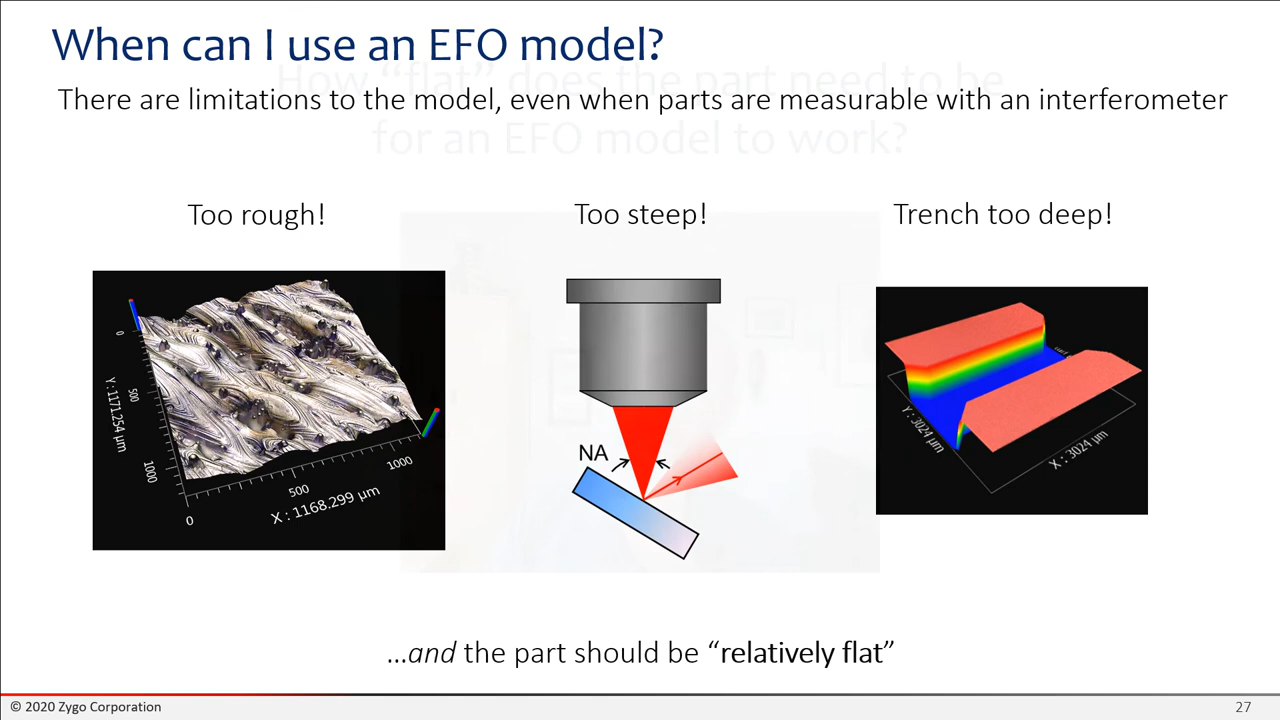 When can I use an EFO model?
How “flat” does the part need to be
There are limitations to the model, even when parts are measurable with an interferometer
for an EFO model to work?
Too rough!
Too steep!
Trench too deep!
0
500
1000
Y : 1171.254 µm
0
500
1000
X : 1168.299 µm
NA
Y : 3024 µm
X : 3024 µm
...and the part should be “relatively flat”
© 2020 Zygo Corporation
27